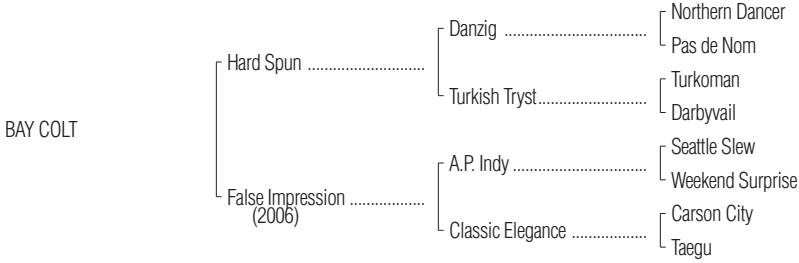 Northern Dancer
Danzig ..................................
Pas de Nom
Hard Spun ............................
Turkoman
Turkish Tryst..........................
Darbyvail
BAY COLT
Seattle Slew
A.P. Indy ................................
Weekend Surprise
False Impression ..................
(2006)
Carson City
Classic Elegance ..................
Taegu